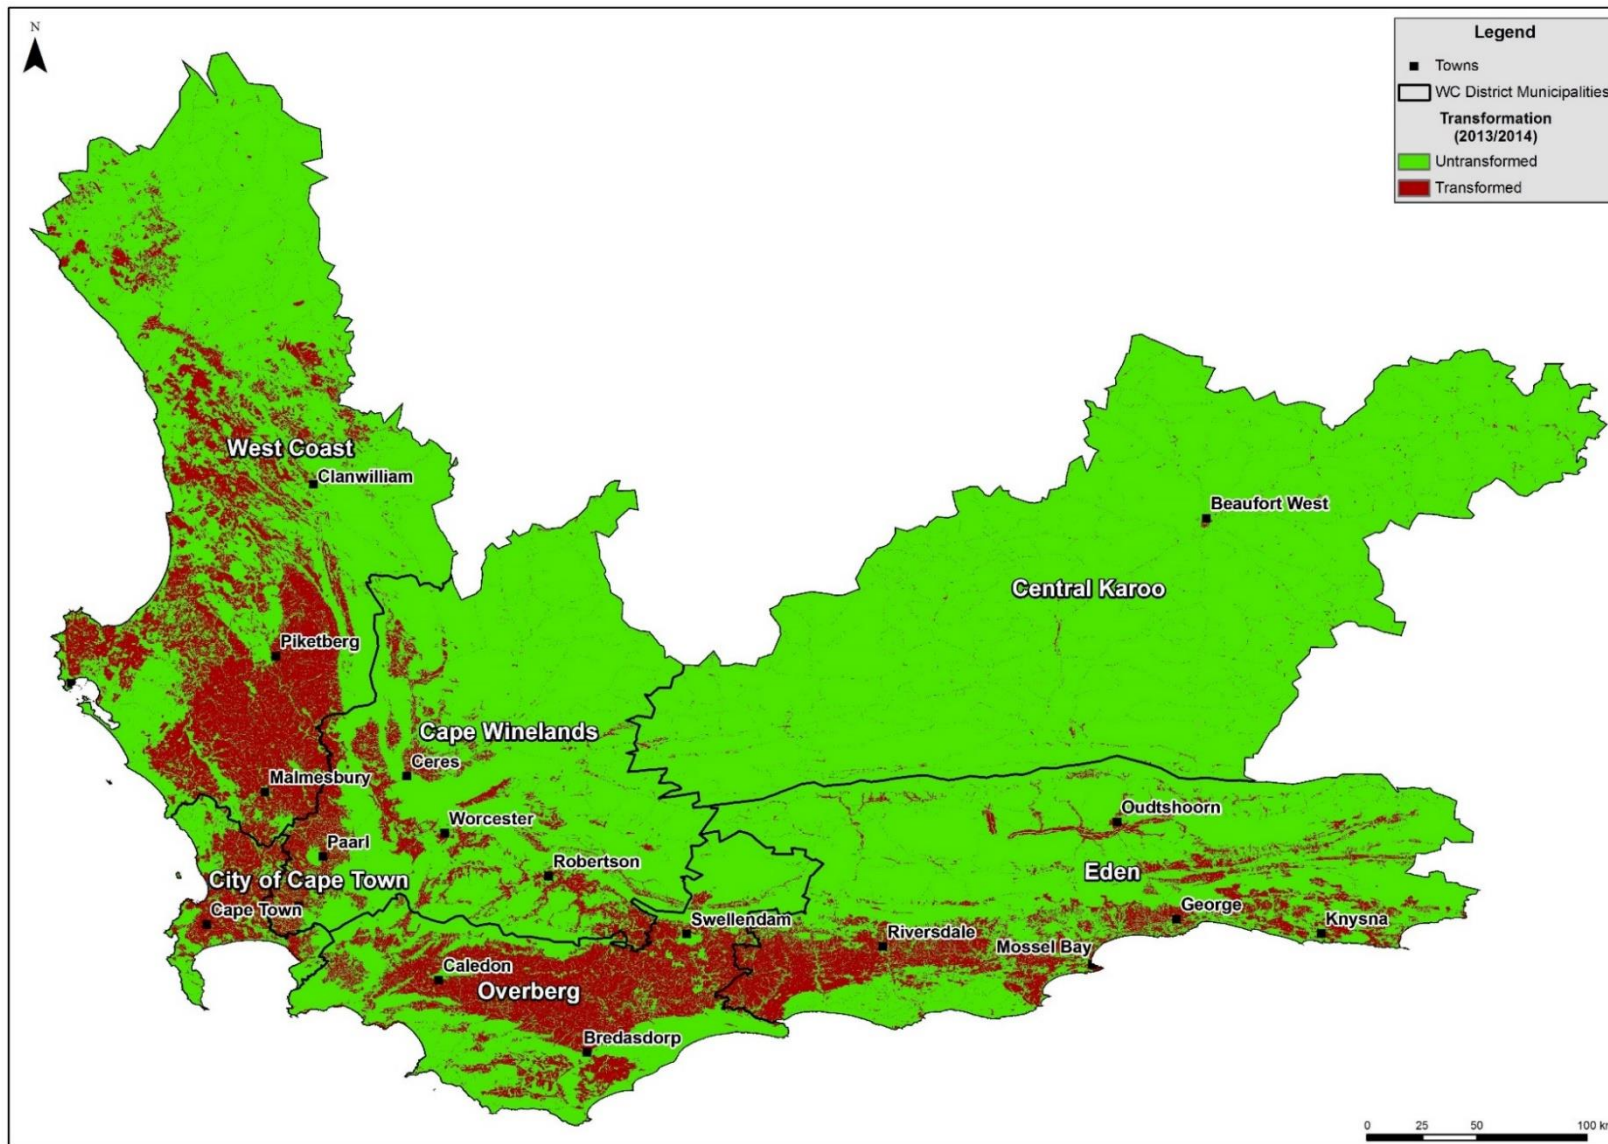 N
Legend
Towns
WC District Municipalities
Transformation
(2013/2014)
Untransformed
Transformed
West Coast
Clanwilliam
Beaufort West
Central Karoo
Piketberg
Cape Winelands
Ceres
Malmesbury
Oudtshoorn
Worcester
Paarl
Robertson
Eden
City of Cape Town
George
Cape Town
Swellendam
Knysna
Riversdale
Mossel Bay
Caledon
Overberg
Bredasdorp
0 25 50 100 km